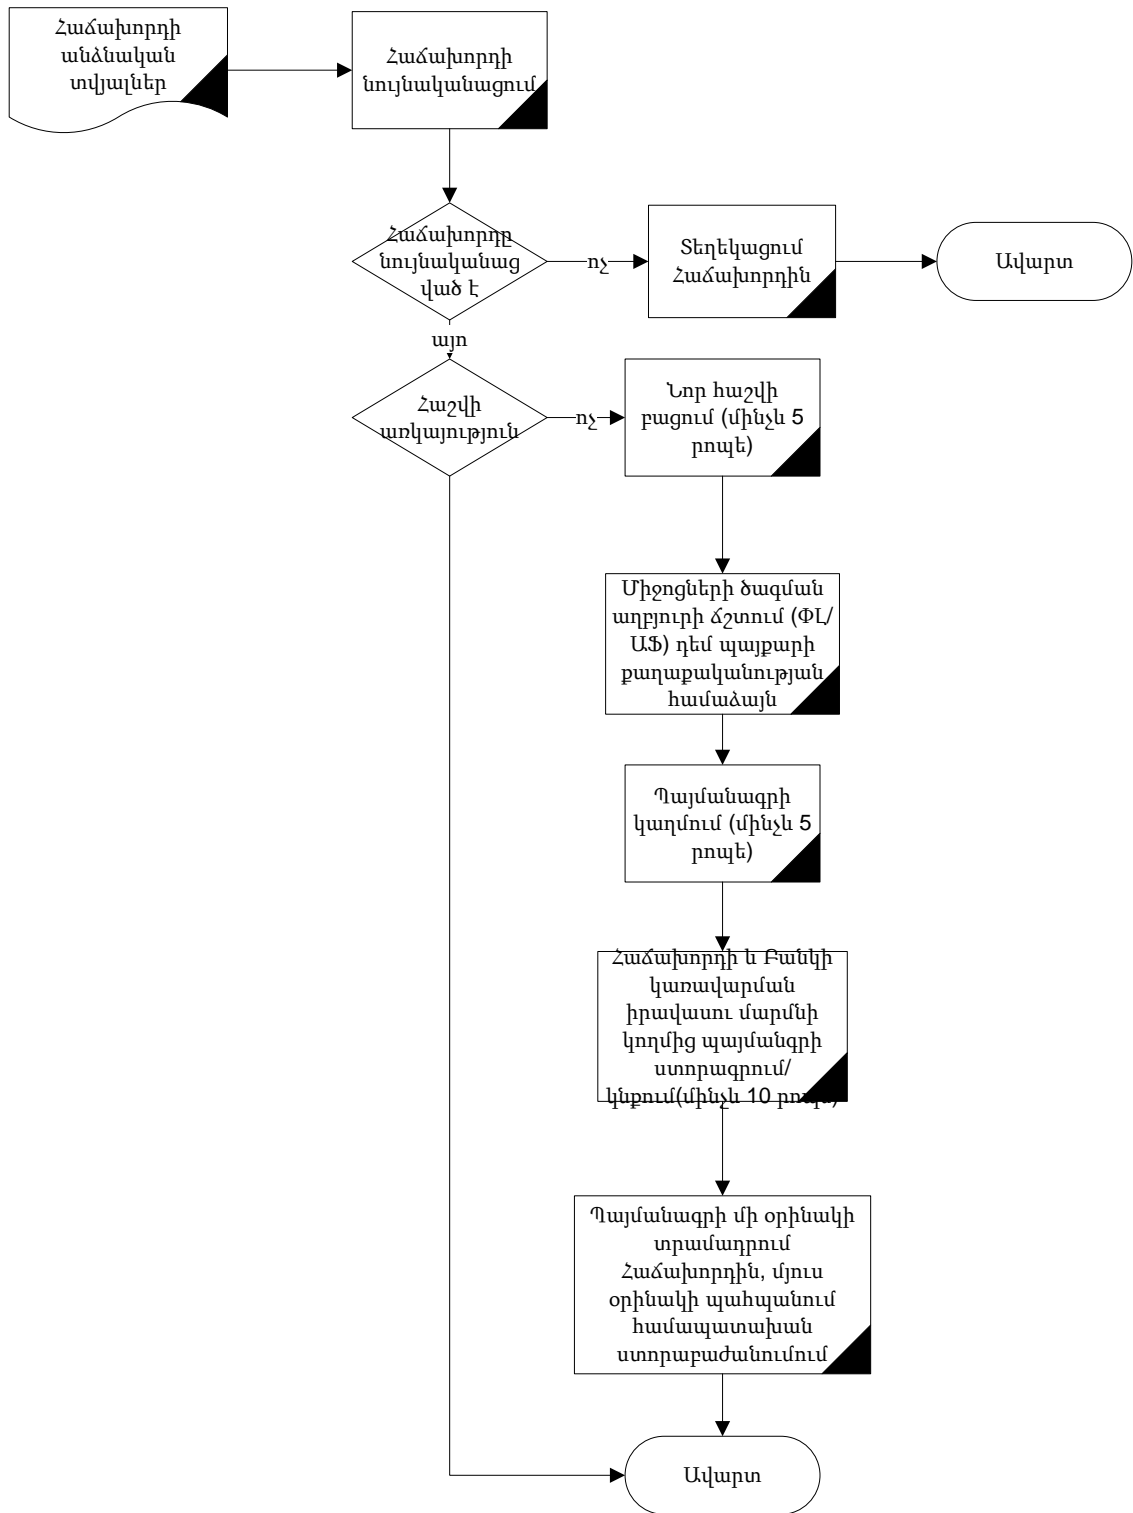 Հաճախորդի
անձնական
տվյալներ
Հաճախորդի
նույնականացում
Հաճախորդը
նույնականաց
ված է
ոչ
Տեղեկացում
Հաճախորդին
Ավարտ
այո
Հաշվի
առկայություն
ոչ
Նոր հաշվի
բացում (մինչև 5
րոպե)
Միջոցների ծագման
աղբյուրի ճշտում (ՓԼ/
ԱՖ) դեմ պայքարի
քաղաքականության
համաձայն
Պայմանագրի
կաղմում (մինչև 5
րոպե)
Հաճախորդի և Բանկի
կառավարման
իրավասու մարմնի
կողմից պայմանգրի
ստորագրում/
կնքում(մինչև 10 րոպե)
Պայմանագրի մի օրինակի
տրամադրում
Հաճախորդին, մյուս
օրինակի պահպանում
համապատախան
ստորաբաժանումում
Ավարտ